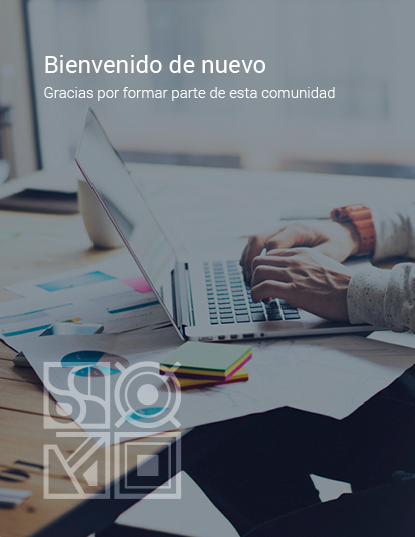 Bienvenido de nuevo
Gracias por formar parte de esta comunidad